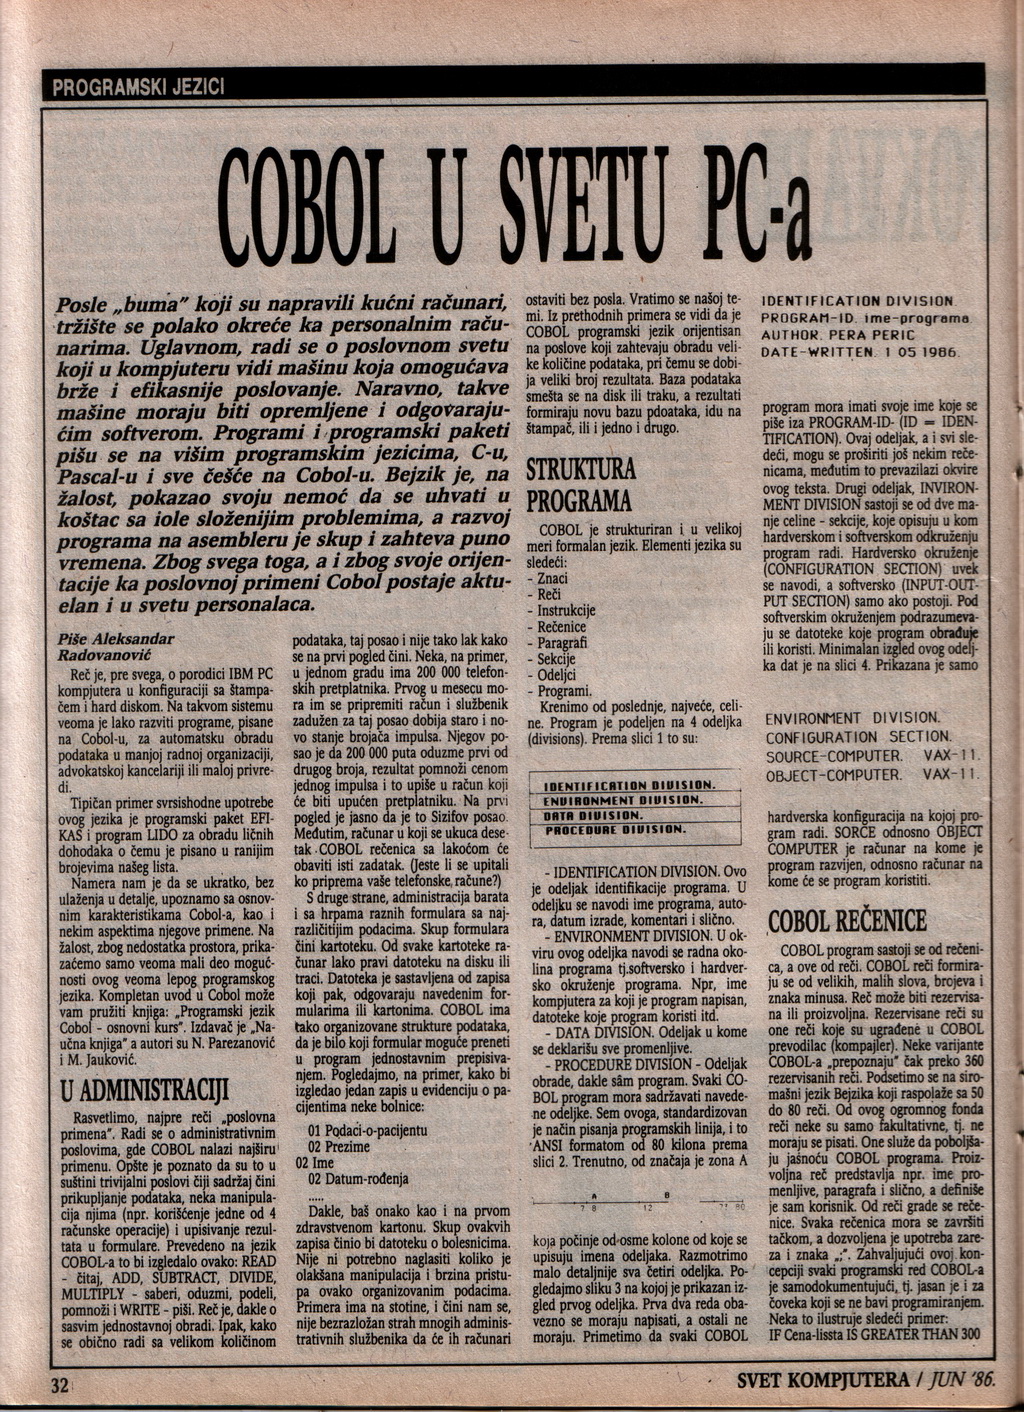 PROGRAMSKI JEZICI
COBOL U SVETU PC-a
Posle „buma" koji su napravili kućni računari,
tržište se polako okreće ka personalnim raču-
narima. Uglavnom, radi se o poslovnom svetu
koji u kompjuteru vidi mašinu koja omogućava
brže i efikasnije poslovanje. Naravno, takve
mašine moraju biti opremljene i odgovaraju-
ćim softverom. Programi i programski paketi
pišu se na višim programskim jezicima, C-u,
Pascal-u i sve češće na Cobol-u. Bejzik je, na
žalost, pokazao svoju nemoć da se uhvati u
koštac sa iole složenijim problemima, a razvoj
programa na asembleru je skup i zahteva puno
vremena. Zbog svega toga, a i zbog svoje orijen-
tacije ka poslovnoj primeni Cobol postaje aktu-
elan i u svetu personalaca.
Piše Aleksandar
Radovanović
Reč je, pre svega, o porodici IBM PC
kompjutera u konfiguraciji sa štampa-
čem i hard diskom. Na takvom sistemu
veoma je lako razviti programe, pisane
na Cobol-u, za automatsku obradu
podataka u manjoj radnoj organizaciji,
advokatskoj kancelariji ili maloj privre-
di.
Tipičan primer svrsishodne upotrebe
ovog jezika je programski paket EFI-
KAS i program LIDO za obradu ličnih
dohodaka o čemu je pisano u ranijim
brojevima našeg lista.
Namera nam je da se ukratko, bez
ulaženja u detalje, upoznamo sa osnov-
nim karakteristikama Cobol-a, kao i
nekim aspektima njegove primene. Na
žalost, zbog nedostatka prostora, prika-
zaćemo samo veoma mali deo moguć-
nosti ovog veoma lepog programskog
jezika. Kompletan uvod u Cobol može
vam pružiti knjiga: „Programski jezik
Cobol - osnovni kurs". Izdavač je „Na-
učna knjiga" a autori su N. Parezanović
i M. Jauković.
U ADMINISTRACIJI
Rasvetlimo, najpre reči „poslovna
primena". Radi se o administrativnim
poslovima, gde COBOL nalazi najširu
primenu. Opšte je poznato da su to u
suštini trivijalni poslovi čiji sadržaj čini
prikupljanje podataka, neka manipula-
cija njima (npr. korišćenje jedne od 4
računske operacije) i upisivanje rezul-
tata u formulare. Prevedeno na jezik
COBOL-a to bi izgledalo ovako: READ
- čitaj, ADD, SUBTRACT, DIVIDE,
MULTIPLY - saberi, oduzmi, podeli,
pomnoži i WRITE - piši. Reč je, dakle o
sasvim jednostavnoj obradi. Ipak, kako
se obično radi sa velikom količinom
podataka, taj posao i nije tako lak kako
se na prvi pogled čini. Neka, na primer,
u jednom gradu ima 200 000 telefon-
skih pretplatnika. Prvog u mesecu mo-
ra im se pripremiti račun i službenik
zadužen za taj posao dobija staro i no-
vo stanje brojača impulsa. Njegov po-
sao je da 200 000 puta oduzme prvi od
drugog broja, rezultat pomnoži cenom
jednog impulsa i to upiše u račun koji
će biti upućen pretplatniku. Na prvi
pogled je jasno da je to Sizifov posao.
Međutim, računar u koji se ukuca dese-
tak COBOL rečenica sa lakoćom će
obaviti isti zadatak. (Jeste li se upitali
ko priprema vaše telefonske račune?)
S druge strane, administracija barata
i sa hrpama raznih formulara sa naj-
različitijim podacima. Skup formulara
čini kartoteku. Od svake kartoteke ra-
čunar lako pravi datoteku na disku ili
traci. Datoteka je sastavljena od zapisa
koji pak, odgovaraju navedenim for-
mularima ili kartonima. COBOL ima
tako organizovane strukture podataka,
da je bilo koji formular moguće preneti
u program jednostavnim prepisiva-
njem. Pogledajmo, na primer, kako bi
izgledao jedan zapis u evidenciju o pa-
cijentima neke bolnice:
01 Podaci-o-pacijentu
02 Prezime
02 Ime
02 Datum-rođenja
.....
Dakle, baš onako kao i na prvom
zdravstvenom kartonu. Skup ovakvih
zapisa činio bi datoteku o bolesnicima.
Nije ni potrebno naglasiti koliko je
olakšana manipulacija i brzina pristu-
pa ovako organizovanim podacima.
Primera ima na stotine, i čini nam se,
nije bezrazložan strah mnogih adminis-
trativnih službenika da će ih računari
ostaviti bez posla. Vratimo se našoj te-
mi. Iz prethodnih primera se vidi da je
COBOL programski jezik orijentisan
na poslove koji zahtevaju obradu veli-
ke količine podataka, pri čemu se dobi-
ja veliki broj rezultata. Baza podataka
smešta se na disk ili traku, a rezultati
formiraju novu bazu pdoataka, idu na
štampač, ili i jedno i drugo.
STRUKTURA
PROGRAMA
COBOL je strukturiran i u velikoj
meri formalan jezik. Elementi jezika su
sledeći:
- Znaci
- Reči
- Instrukcije
- Rečenice
- Paragrafi
- Sekcije
- Odeljci
- Programi.
Krenimo od poslednje, najveće, celi-
ne. Program je podeljen na 4 odeljka
(divisions). Prema slici 1 to su:
IDENTIFICATION DIVISION.
ENVIRONMENT DIVISION.
DATA DIVISION.
PROCEDURE DIVISION.
- IDENTIFICATION DIVISION. Ovo
je odeljak identifikacije programa. U
odeljku se navodi ime programa, auto-
ra, datum izrade, komentari i slično.
- ENVIRONMENT DIVISION. U ok-
viru ovog odeljka navodi se radna oko-
lina programa tj.softversko i hardver-
sko okruženje programa. Npr, ime
kompjutera za koji je program napisan,
datoteke koje program koristi itd.
- DATA DIVISION. Odeljak u kome
se deklarišu sve promenljive.
- PROCEDURE DIVISION - Odeljak
obrade, dakle sâm program. Svaki CO-
BOL program mora sadržavati navede-
ne odeljke. Sem ovoga, standardizovan
je način pisanja programskih linija, i to
ANSI formatom od 80 kilona prema
slici 2. Trenutno, od značaja je zona A
A B
7 8 12 80
koja počinje od osme kolone od koje se
upisuju imena odeljaka. Razmotrimo
malo detaljnije sva četiri odeljka. Po-
gledajmo sliku 3 na kojoj je prikazan iz-
gled prvog odeljka. Prva dva reda oba-
vezno se moraju napisati, a ostali ne
moraju. Primetimo da svaki COBOL
IDENTIFICATION DIVISION.
PROGRAM-ID. ime-programa
AUTHOR. PERA PERIC
DATE-WRITTEN. 1 05 1986.
program mora imati svoje ime koje se
piše iza PROGRAM-ID- (ID = IDEN-
TIFICATION). Ovaj odeljak, a i svi sle-
deći, mogu se proširiti još nekim reče-
nicama, međutim to prevazilazi okvire
ovog teksta. Drugi odeljak, INVIRON-
MENT DIVISION sastoji se od dve ma-
nje celine - sekcije, koje opisuju u kom
hardverskom i softverskom odkruženju
program radi. Hardversko okruženje
(CONFIGURATION SECTION) uvek
se navodi, a softversko (INPUT-OUT-
PUT SECTION) samo ako postoji. Pod
softverskim okruženjem podrazumeva-
ju se datoteke koje program obrađuje
ili koristi. Minimalan izgled ovog odelj-
ka dat je na slici 4. Prikazana je samo
ENVIRONMENT DIVISION.
CONFIGURATION SECTION.
SOURCE-COMPUTER. VAX-11.
OBJECT-COMPUTER. VAX-11.
hardverska konfiguracija na kojoj pro-
gram radi. SORCE odnosno OBJECT
COMPUTER je računar na kome je
program razvijen, odnosno računar na
kome će se program koristiti.
COBOL REČENICE
COBOL program sastoji se od rečeni-
ca, a ove od reči. COBOL reči formira-
ju se od velikih, malih slova, brojeva i
znaka minusa. Reč može biti rezervisa-
na ili proizvoljna. Rezervisane reči su
one reči koje su ugrađene u COBOL
prevodilac (kompajler). Neke varijante
COBOL-a „prepoznaju" čak preko 360
rezervisanih reči. Podsetimo se na siro-
mašni jezik Bejzika koji raspolaže sa 50
do 80 reči. Od ovog ogromnog fonda
reči neke su samo fakultativne, tj. ne
moraju se pisati. One služe da poboljša-
ju jasnoću COBOL programa. Proiz-
voljna reč predstavlja npr. ime pro-
menljive, paragrafa i slično, a definiše
je sam korisnik. Od reči grade se reče-
nice. Svaka rečenica mora se završiti
tačkom, a dozvoljena je upotreba zare-
za i znaka „;". Zahvaljujući ovoj kon-
cepciji svaki programski red COBOL-a
je samodokumentujući, tj. jasan je i za
čoveka koji se ne bavi programiranjem.
Neka to ilustruje sledeći primer:
IF Cena-lissta IS GREATER THAN 300
32
SVET KOMPJUTERA / JUN '86.